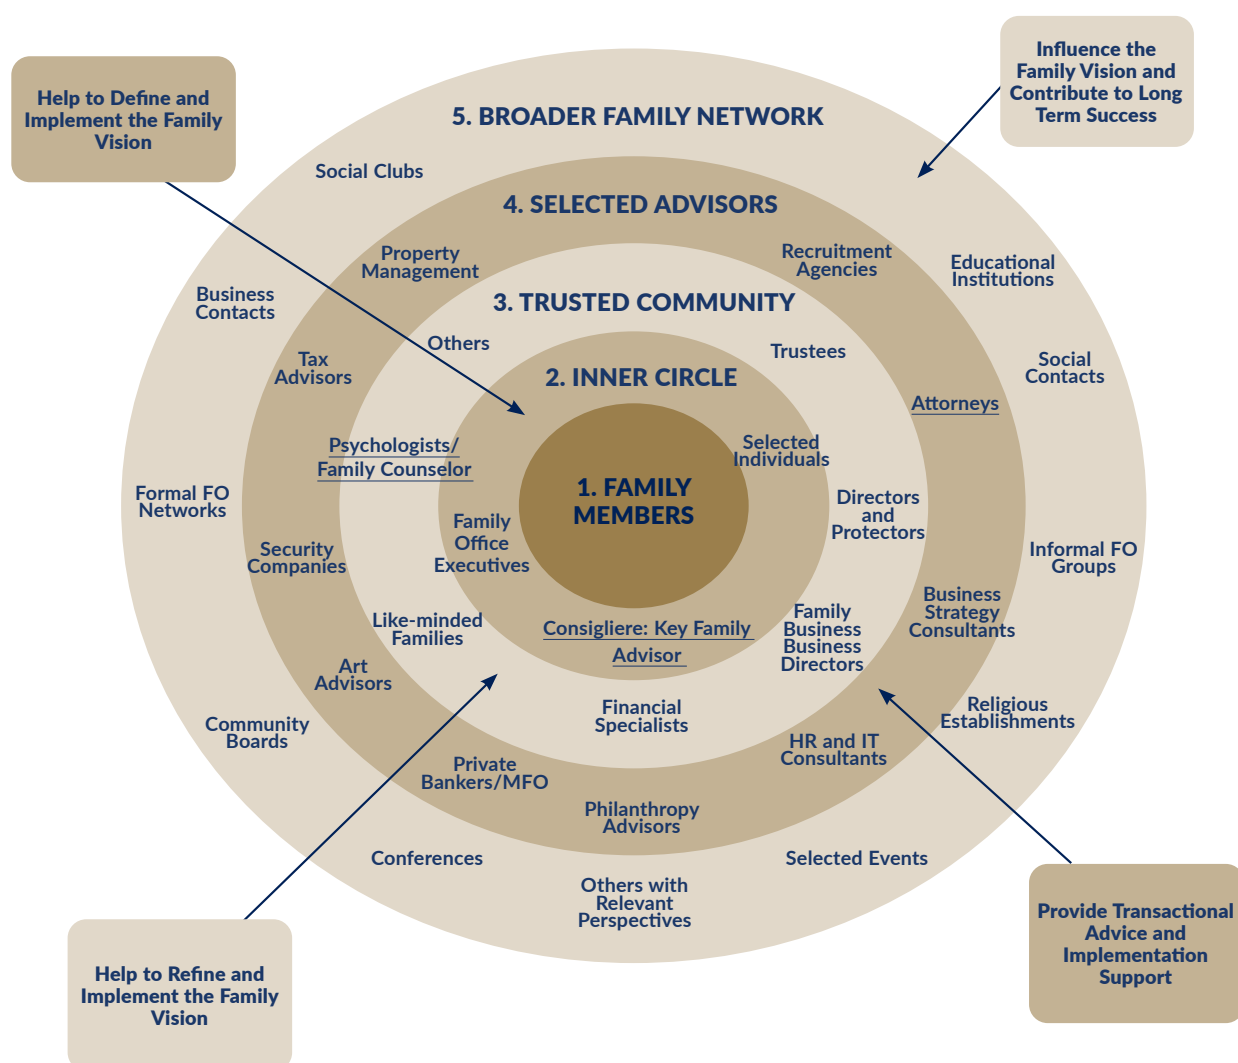 Influence the
Family Vision and
Contribute to Long
Term Success
Help to Define and
Implement the Family
Vision
5. BROADER FAMILY NETWORK
Social Clubs
4. SELECTED ADVISORS
Property
Management
Recruitment
Agencies
Educational
Institutions
Business
Contacts
3. TRUSTED COMMUNITY
Others
Trustees
Tax
Advisors
Social
Contacts
2. INNER CIRCLE
Attorneys
Psychologists/
Family Counselor
Selected
Individuals
Formal FO
Networks
1. FAMILY
MEMBERS
Directors
and
Protectors
Family
Office
Executives
Security
Companies
Informal FO
Groups
Business
Strategy
Consultants
Like-minded
Families
Consigliere: Key Family
Advisor
Family
Business
Business
Directors
Art
Advisors
Financial
Specialists
Religious
Establishments
Community
Boards
HR and IT
Consultants
Private
Bankers/MFO
Philanthropy
Advisors
Conferences
Selected Events
Others with
Relevant
Perspectives
Provide Transactional
Advice and
Implementation
Support
Help to Refine and
Implement the Family
Vision